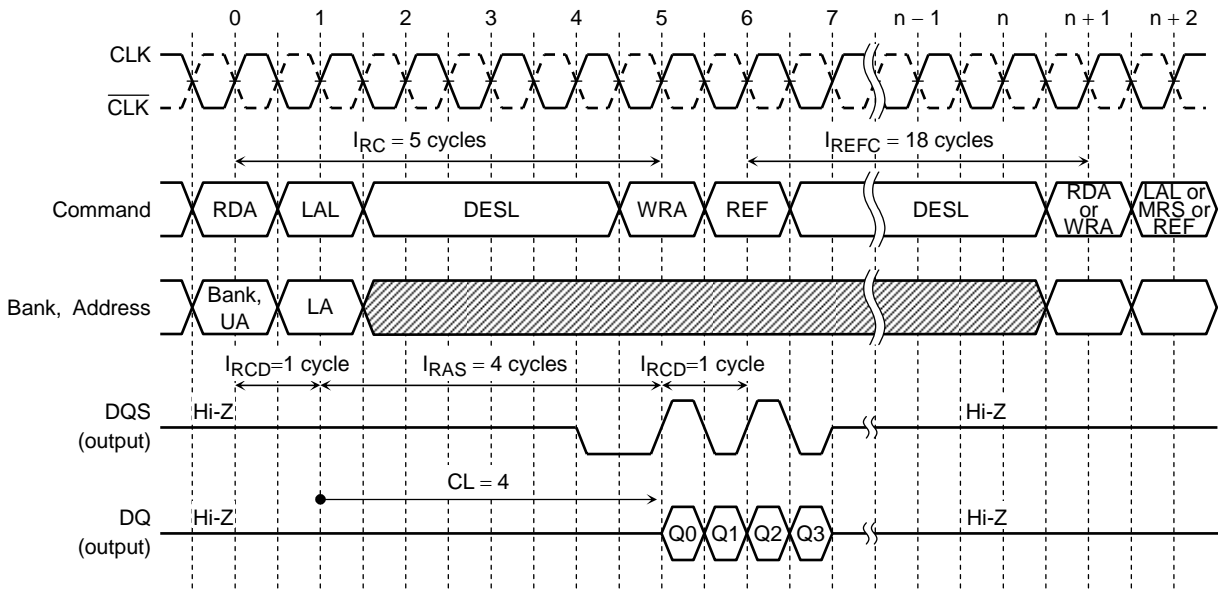 0 1 2 3 4 5 6 7 n − 1 n n + 1 n + 2
CLK
C̅L̅K̅
IRC = 5 cycles IREFC = 18 cycles
Command RDA LAL DESL WRA REF DESL RDA or WRA LAL or MRS or REF
Bank, Address Bank, UA LA
IRCD=1 cycle IRAS = 4 cycles IRCD=1 cycle
DQS (output) Hi-Z Hi-Z
CL = 4
DQ (output) Hi-Z Q0 Q1 Q2 Q3 Hi-Z